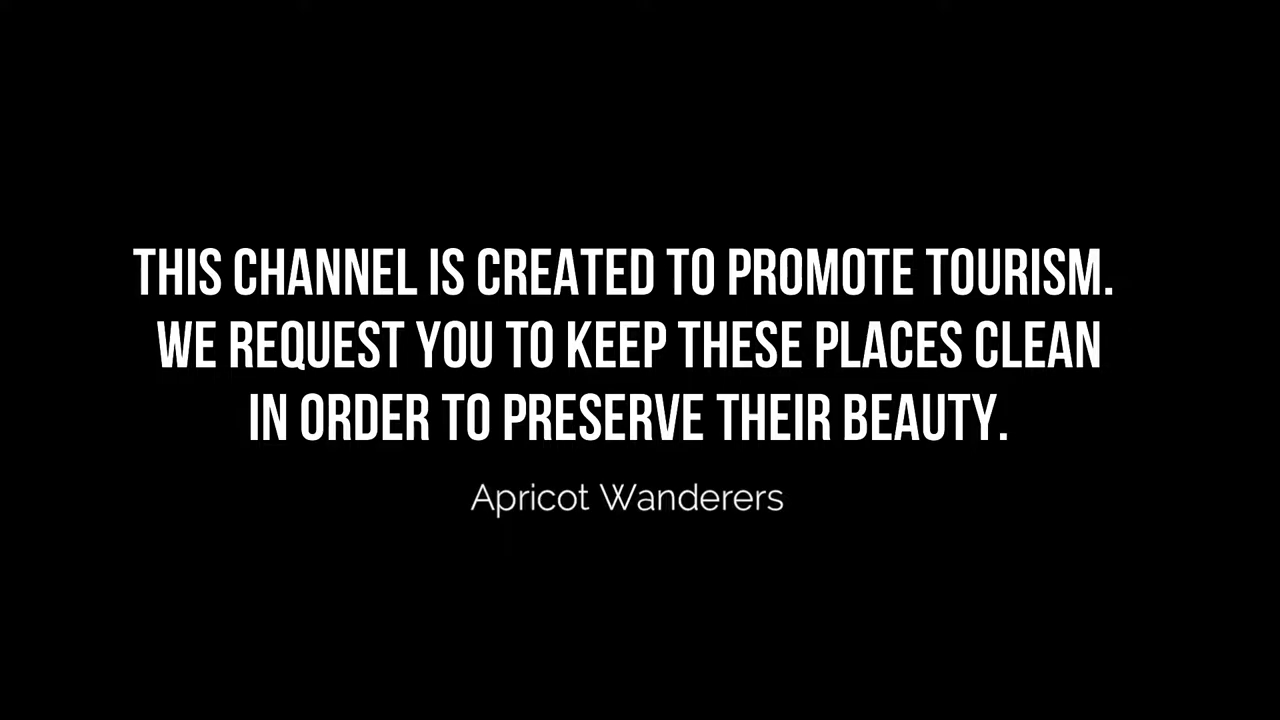 THIS CHANNEL IS CREATED TO PROMOTE TOURISM.
WE REQUEST YOU TO KEEP THESE PLACES CLEAN
IN ORDER TO PRESERVE THEIR BEAUTY.
Apricot Wanderers